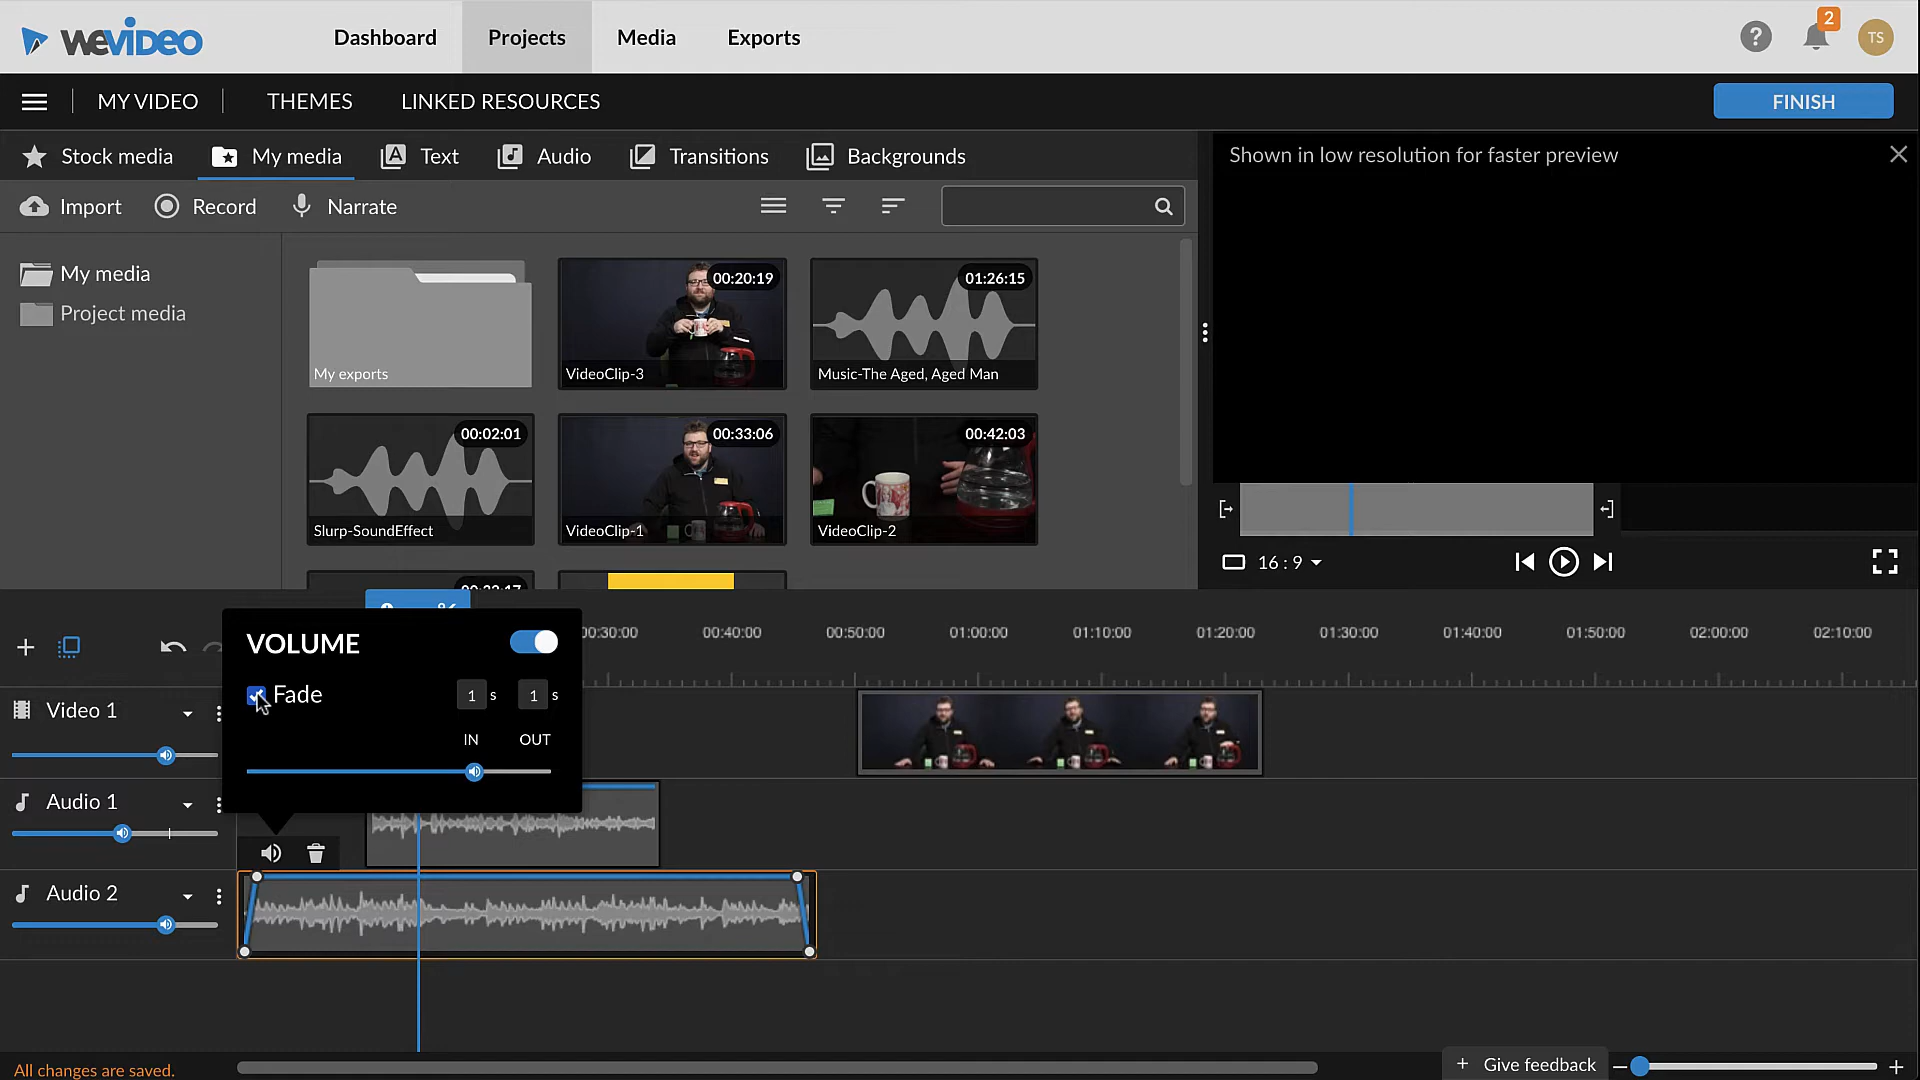 WEVIDEO
Dashboard
Projects
Media
Exports
?
2
TS
MY VIDEO
THEMES
LINKED RESOURCES
FINISH
Stock media
My media
Text
Audio
Transitions
Backgrounds
Shown in low resolution for faster preview
Import
Record
Narrate
My media
Project media
My exports
00:20:19
VideoClip-3
01:26:15
Music-The Aged, Aged Man
00:02:01
Slurp-SoundEffect
00:33:06
VideoClip-1
00:42:03
VideoClip-2
16 : 9
VOLUME
Fade
1 s
1 s
IN
OUT
00:40:00
00:50:00
01:00:00
01:10:00
01:20:00
01:30:00
01:40:00
01:50:00
02:00:00
02:10:00
Video 1
Audio 1
Audio 2
All changes are saved.
+ Give feedback